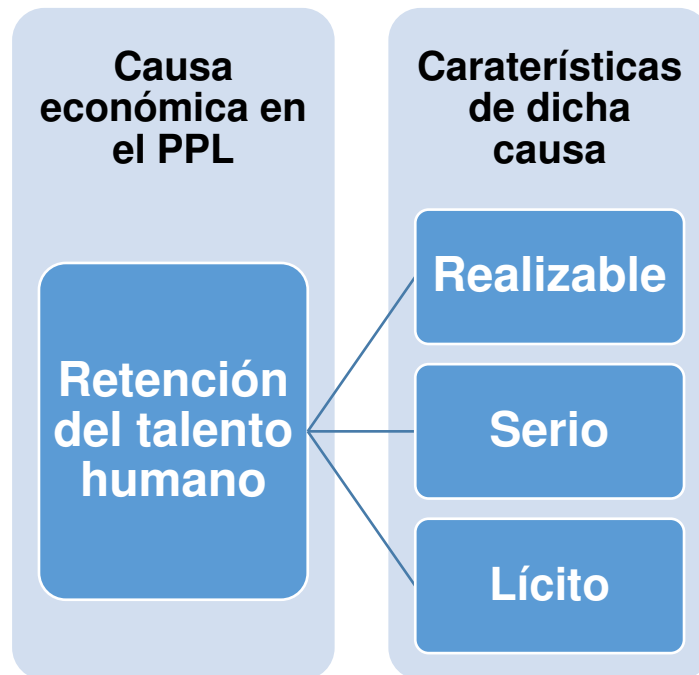 Causa
económica en
el PPL
Retención
del talento
humano
Caraterísticas
de dicha
causa
Realizable
Serio
Lícito